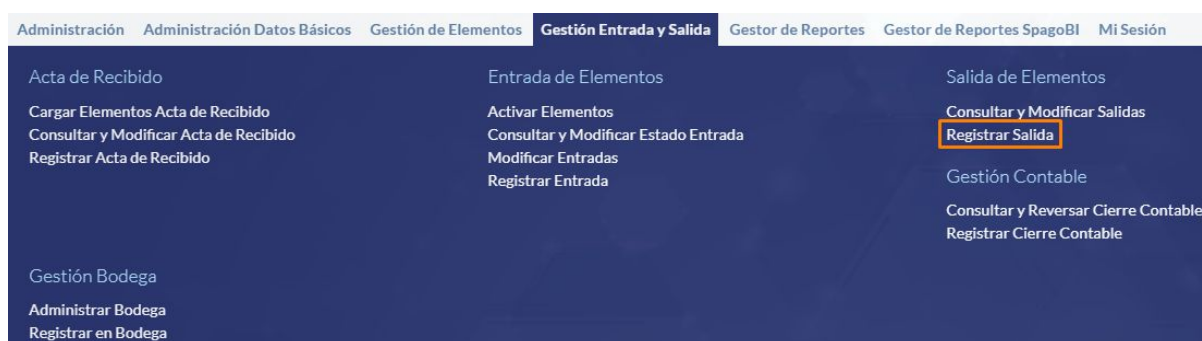 Administración Administración Datos Básicos Gestión de Elementos Gestión Entrada y Salida Gestor de Reportes Gestor de Reportes SpagoBI Mi Sesión
Acta de Recibido
Cargar Elementos Acta de Recibido
Consultar y Modificar Acta de Recibido
Registrar Acta de Recibido
Entrada de Elementos
Activar Elementos
Consultar y Modificar Estado Entrada
Modificar Entradas
Registrar Entrada
Salida de Elementos
Consultar y Modificar Salidas
Registrar Salida
Gestión Contable
Consultar y Reversar Cierre Contable
Registrar Cierre Contable
Gestión Bodega
Administrar Bodega
Registrar en Bodega